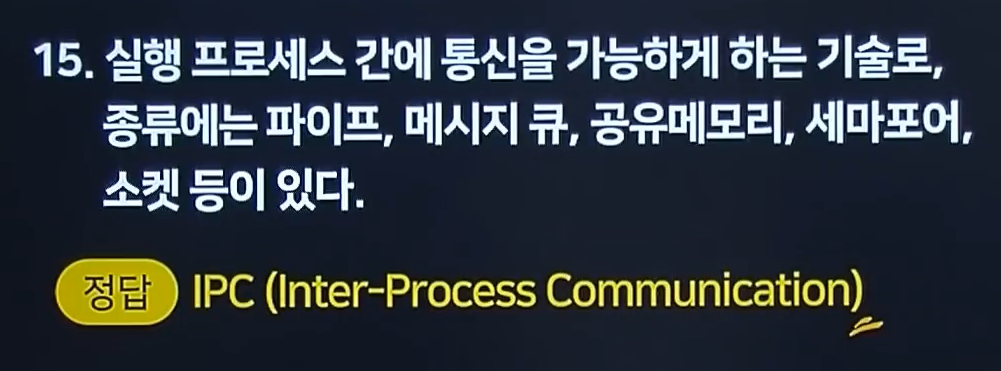 15. 실행 프로세스 간에 통신을 가능하게 하는 기술로,
종류에는 파이프, 메시지 큐, 공유메모리, 세마포어,
소켓 등이 있다.
정답 IPC (Inter-Process Communication)